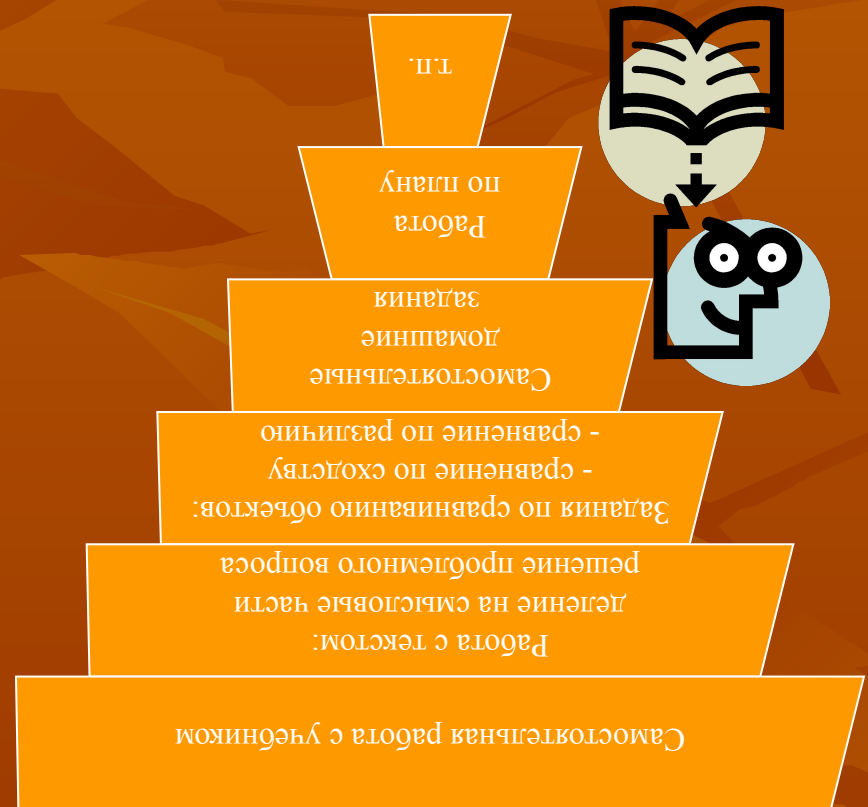 Самостоятельная работа с учебником
Работа с текстом:
деление на смысловые части
решение проблемного вопроса
Задания по сравниванию объектов:
- сравнение по сходству
- сравнение по различию
Самостоятельные
домашние
задания
Работа
по плану
т.п.